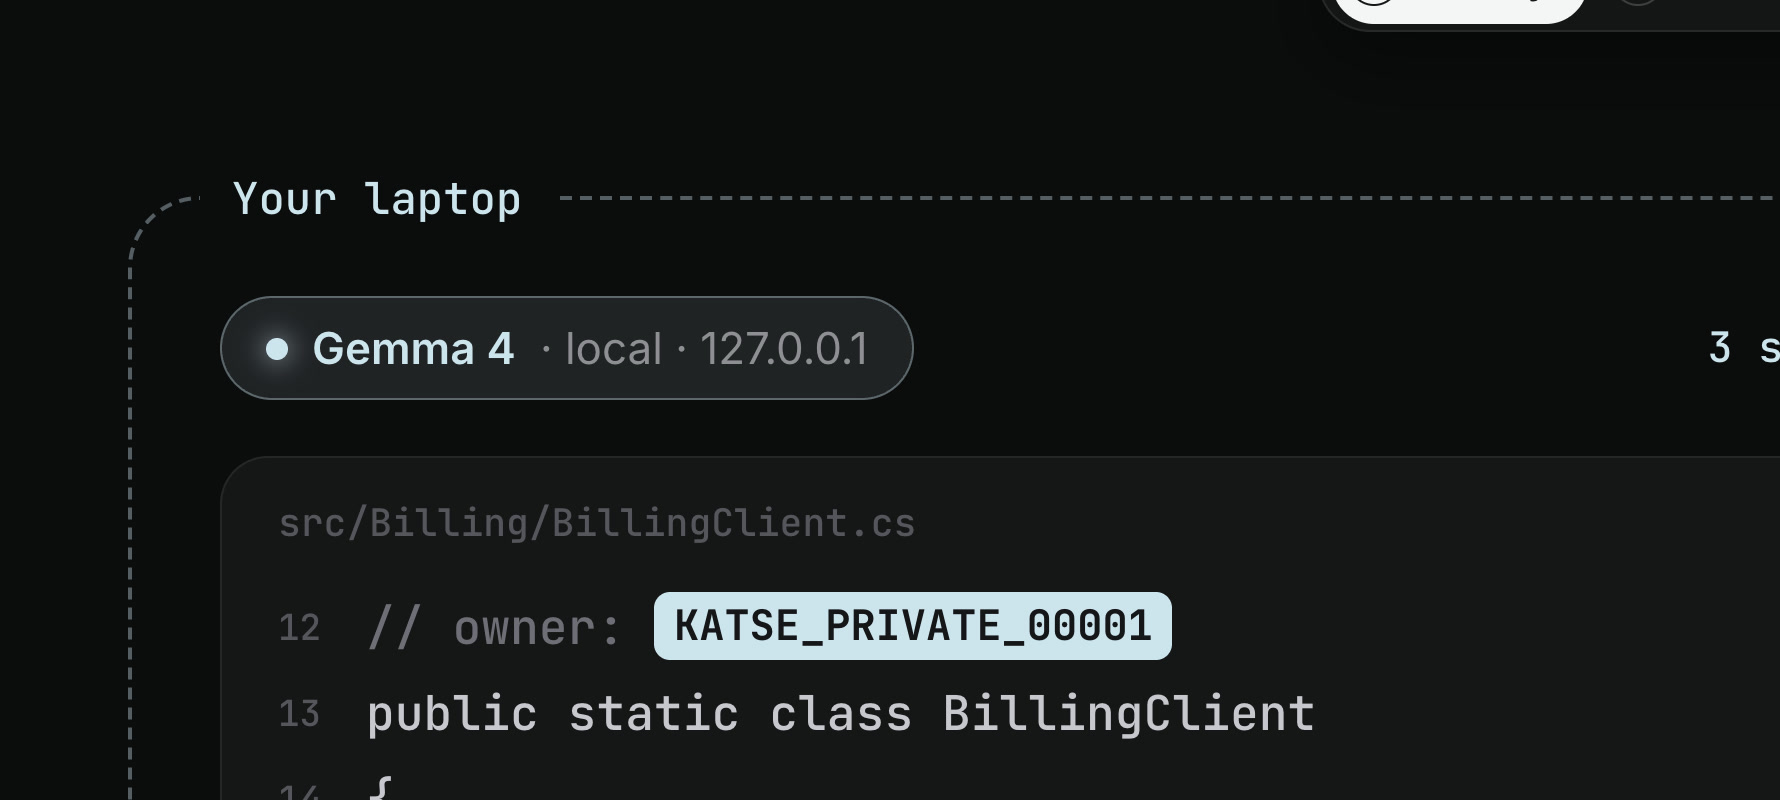 Your laptop
Gemma 4 · local · 127.0.0.1
3
src/Billing/BillingClient.cs
12 // owner: KATSE_PRIVATE_00001
13 public static class BillingClient
14 {